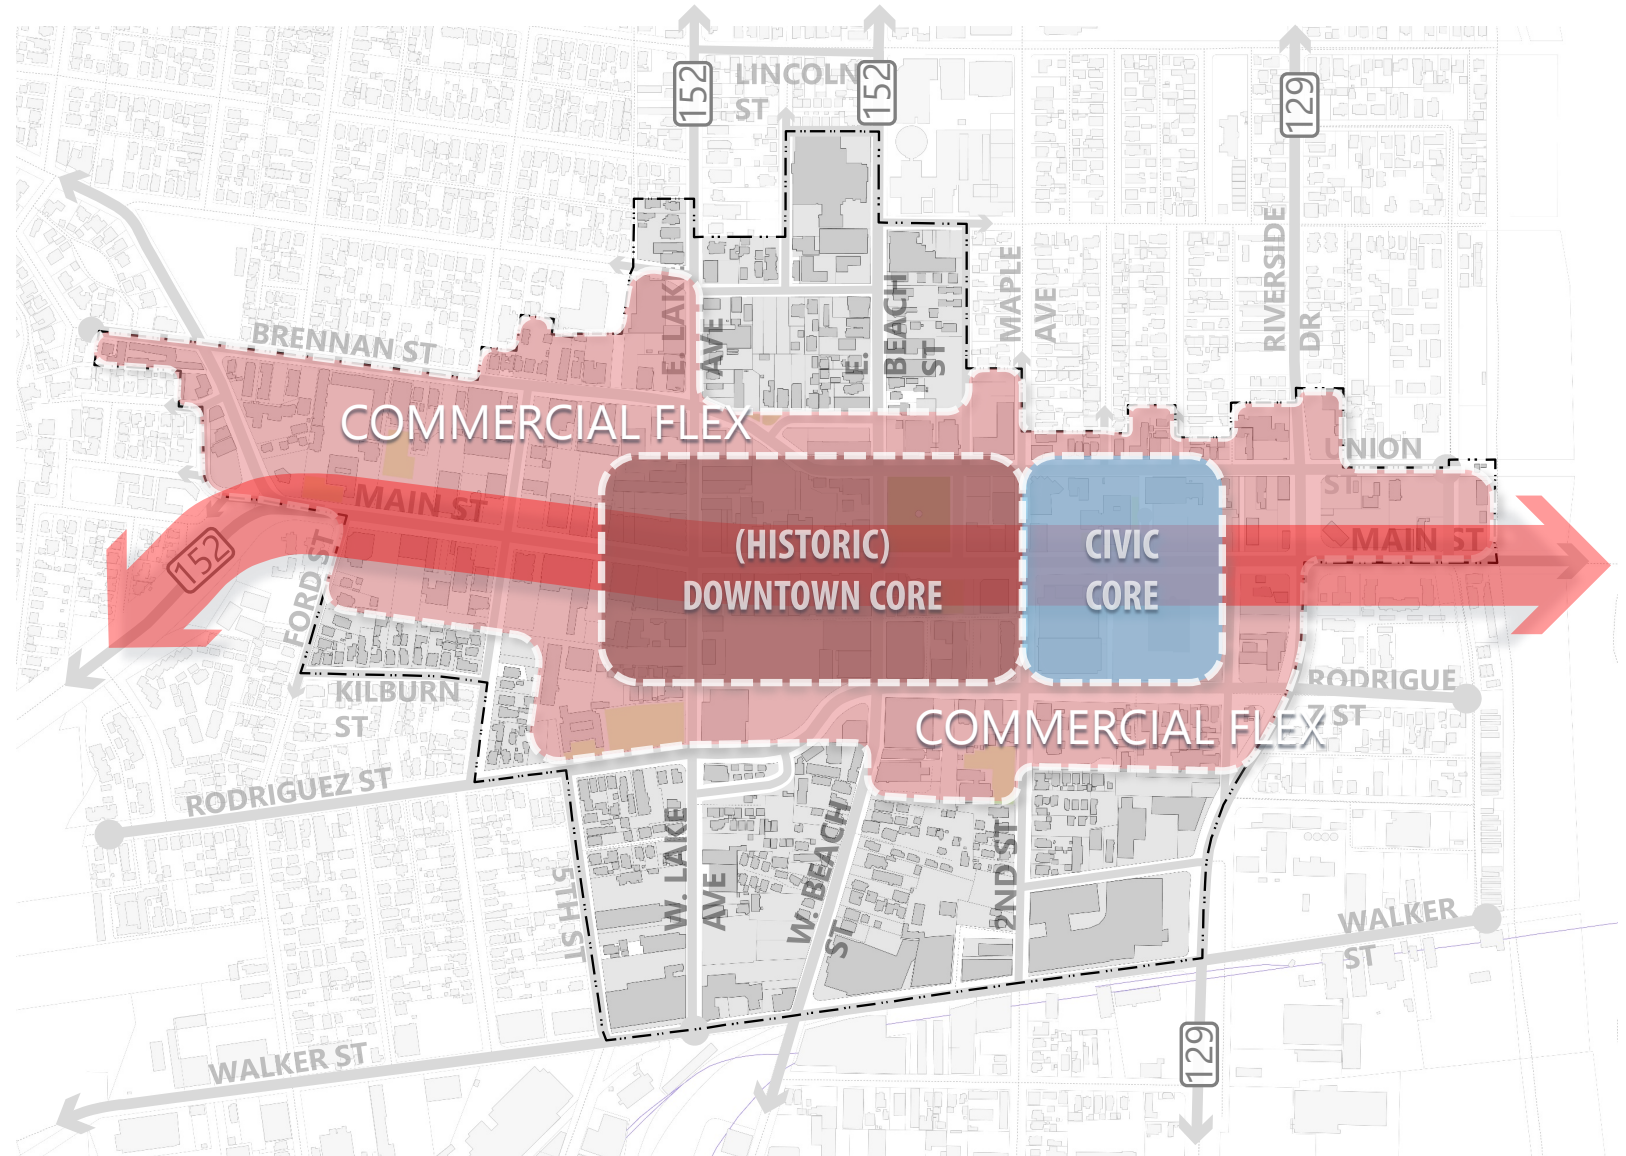 152
152
129
LINCOLN
ST
BRENNAN ST
E. LAKE
AVE
E.
BEACH
ST
MAPLE
AVE
RIVERSIDE
DR
COMMERCIAL FLEX
UNION
ST
MAIN ST
152
FORD ST
(HISTORIC)
DOWNTOWN CORE
CIVIC
CORE
MAIN ST
KILBURN
ST
RODRIGUE
Z ST
COMMERCIAL FLEX
RODRIGUEZ ST
5TH ST
W. LAKE
AVE
W. BEACH
ST
2ND ST
WALKER
ST
WALKER ST
129